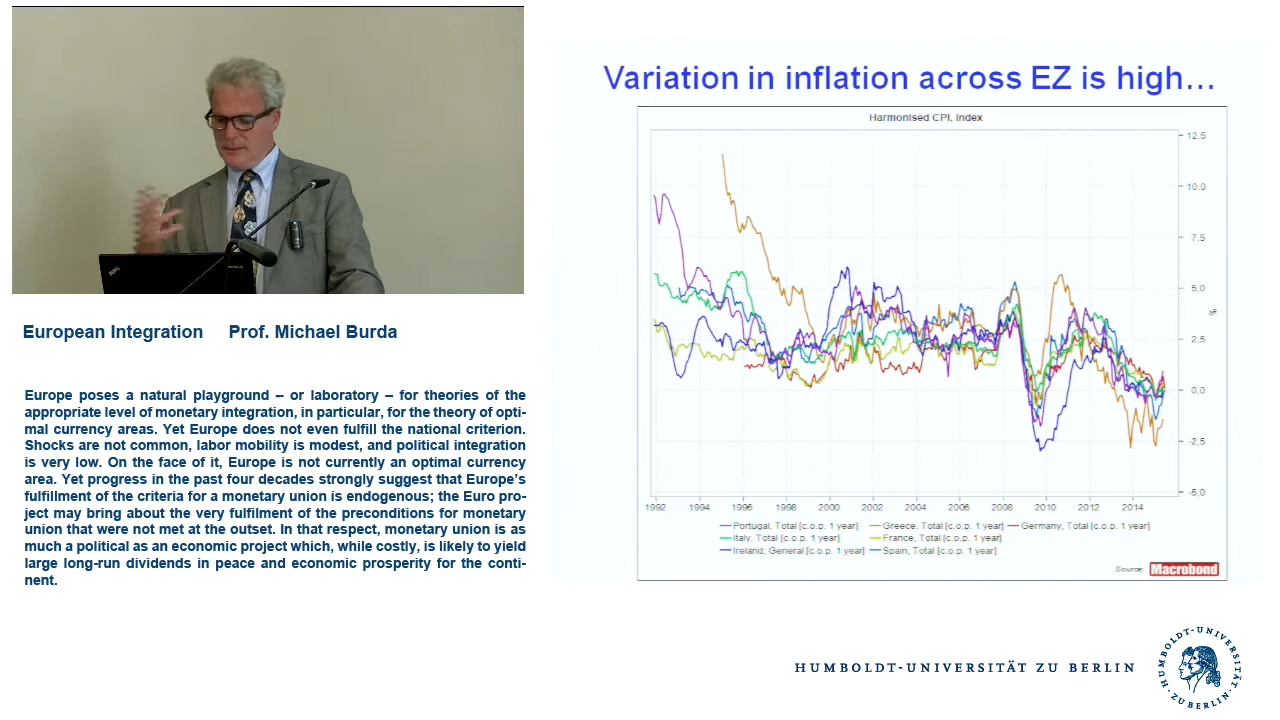 European Integration Prof. Michael Burda
Europe poses a natural playground – or laboratory – for theories of the
appropriate level of monetary integration, in particular, for the theory of opti-
mal currency areas. Yet Europe does not even fulfill the national criterion.
Shocks are not common, labor mobility is modest, and political integration
is very low. On the face of it, Europe is not currently an optimal currency
area. Yet progress in the past four decades strongly suggest that Europe's
fulfillment of the criteria for a monetary union is endogenous; the Euro pro-
ject may bring about the very fulfilment of the preconditions for monetary
union that were not met at the outset. In that respect, monetary union is as
much a political as an economic project which, while costly, is likely to yield
large long-run dividends in peace and economic prosperity for the conti-
nent.
Variation in inflation across EZ is high...
Harmonised CPI, Index
12,5
10,0
7,5
5,0
%
2,5
0,0
-2,5
-5,0
1992 1994 1996 1998 2000 2002 2004 2006 2008 2010 2012 2014
Portugal, Total [c.o.p. 1 year] Greece, Total [c.o.p. 1 year] Germany, Total [c.o.p. 1 year]
Italy, Total [c.o.p. 1 year] France, Total [c.o.p. 1 year]
Ireland, General [c.o.p. 1 year] Spain, Total [c.o.p. 1 year]
Source: Macrobond
HUMBOLDT-UNIVERSITÄT ZU BERLIN
HUMBOLDT-UNIVERSITÄT · ZU BERLIN ·